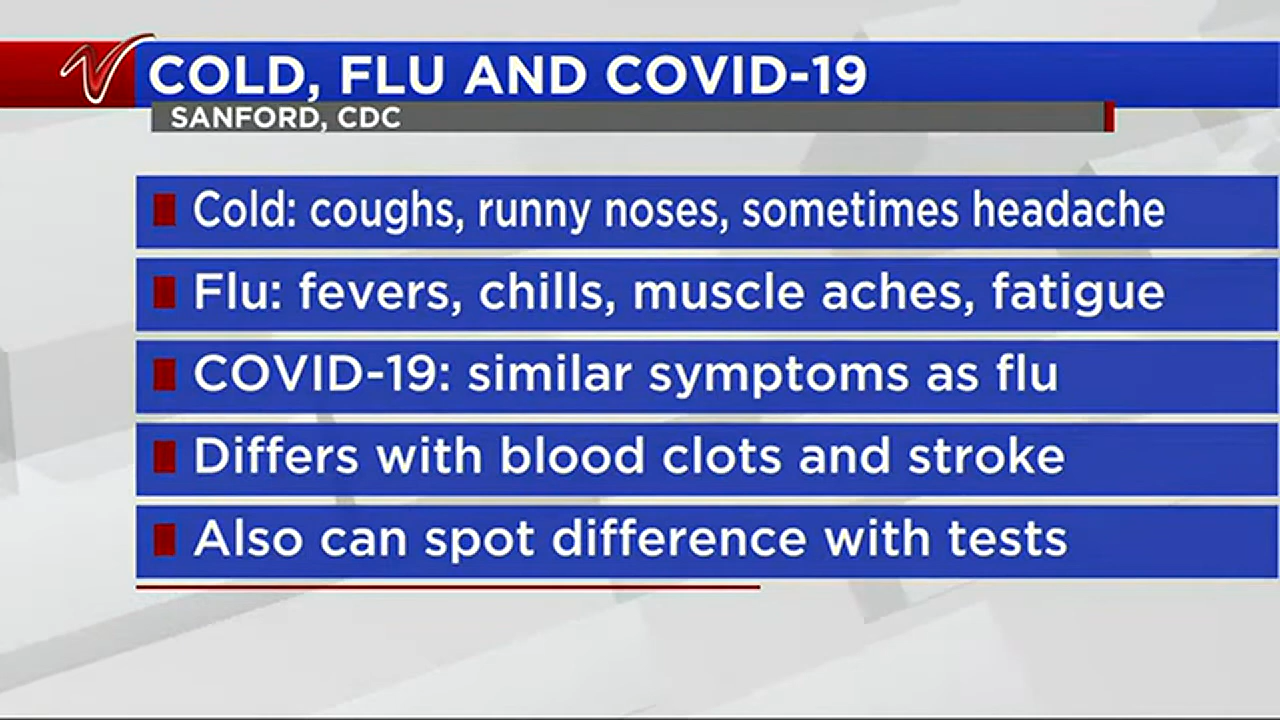 COLD, FLU AND COVID-19
SANFORD, CDC
Cold: coughs, runny noses, sometimes headache
Flu: fevers, chills, muscle aches, fatigue
COVID-19: similar symptoms as flu
Differs with blood clots and stroke
Also can spot difference with tests